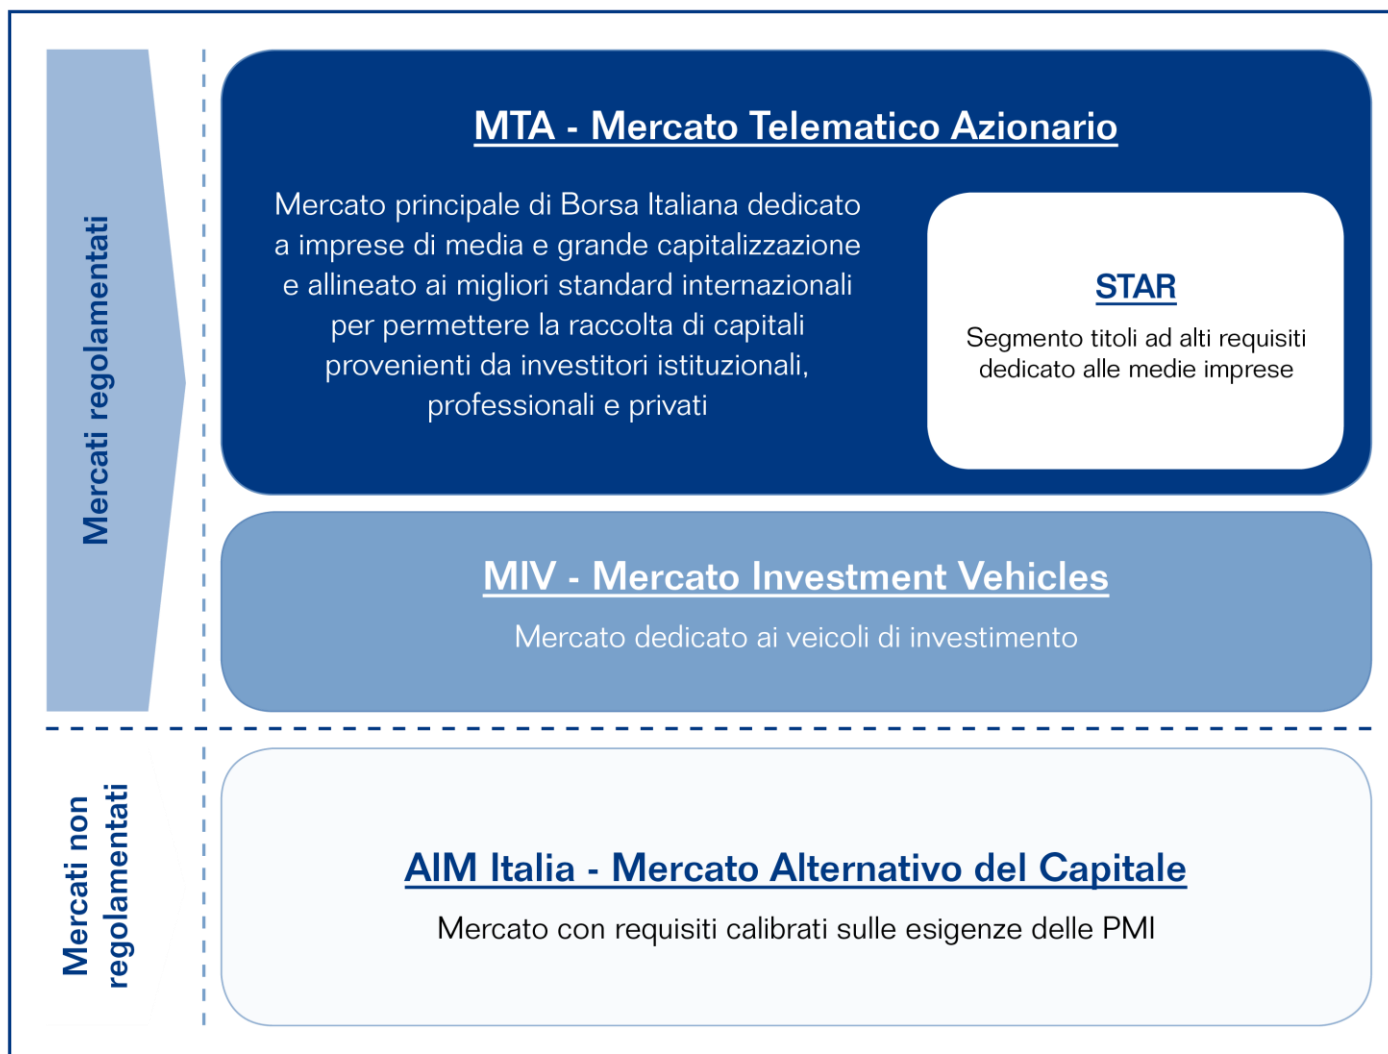 Mercati regolamentati
MTA - Mercato Telematico Azionario
Mercato principale di Borsa Italiana dedicato
a imprese di media e grande capitalizzazione
e allineato ai migliori standard internazionali
per permettere la raccolta di capitali
provenienti da investitori istituzionali,
professionali e privati
STAR
Segmento titoli ad alti requisiti
dedicato alle medie imprese
MIV - Mercato Investment Vehicles
Mercato dedicato ai veicoli di investimento
Mercati non
regolamentati
AIM Italia - Mercato Alternativo del Capitale
Mercato con requisiti calibrati sulle esigenze delle PMI